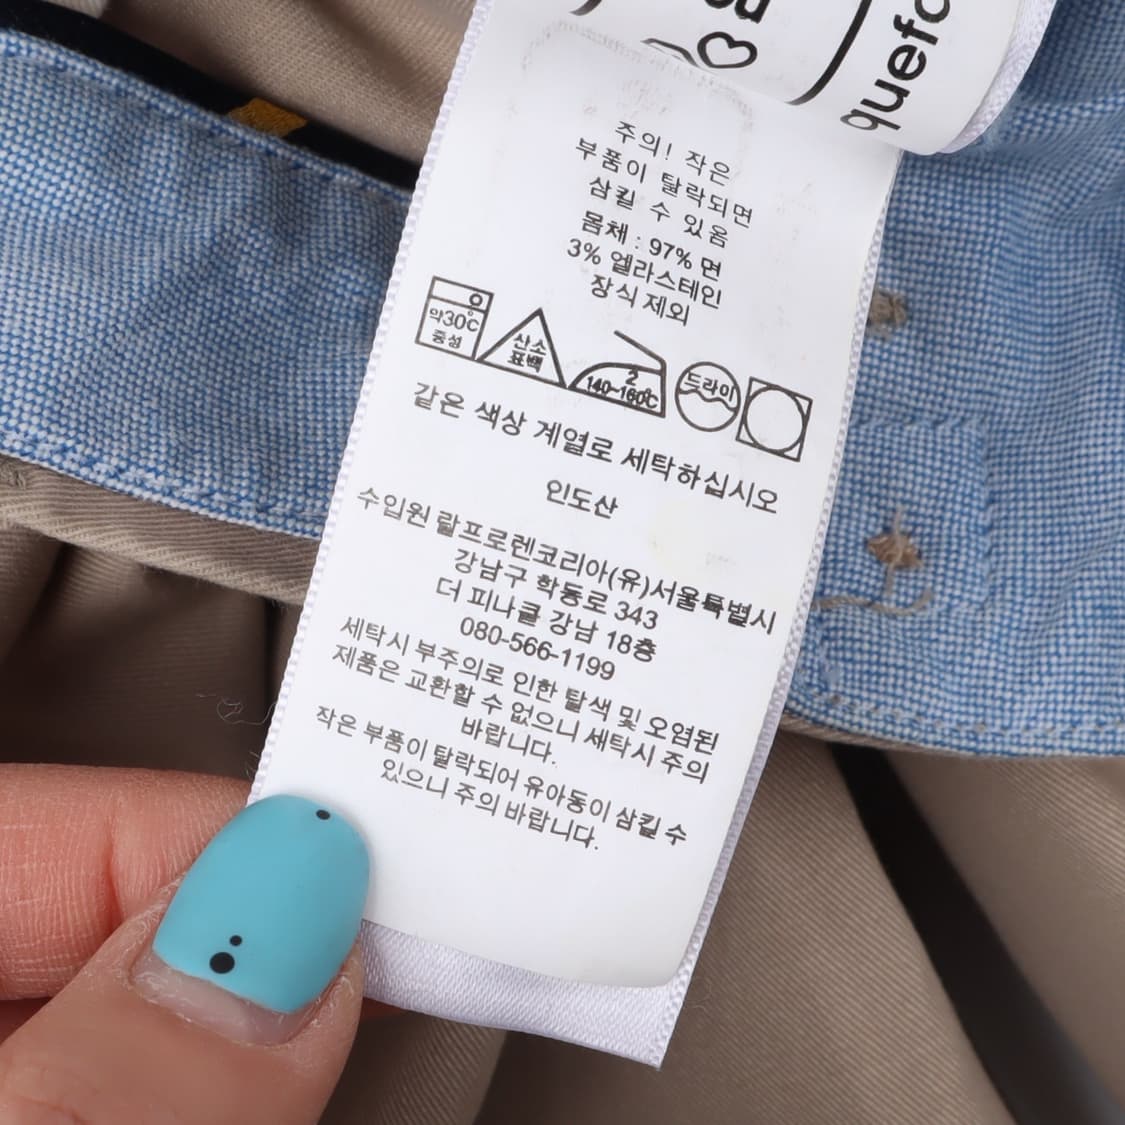 quefo
주의! 작은
부품이 탈락되면
삼킬 수 있음
몸체 : 97% 면
3% 엘라스테인
장식 제외
약30℃
중성
산소
표백
2
140~160℃
드라이
같은 색상 계열로 세탁하십시오
인도산
수입원 랄프로렌코리아(유)서울특별시
강남구 학동로 343
더 피나클 강남 18층
080-566-1199
세탁시 부주의로 인한 탈색 및 오염된
제품은 교환할 수 없으니 세탁시 주의
바랍니다.
작은 부품이 탈락되어 유아동이 삼킬 수
있으니 주의 바랍니다.